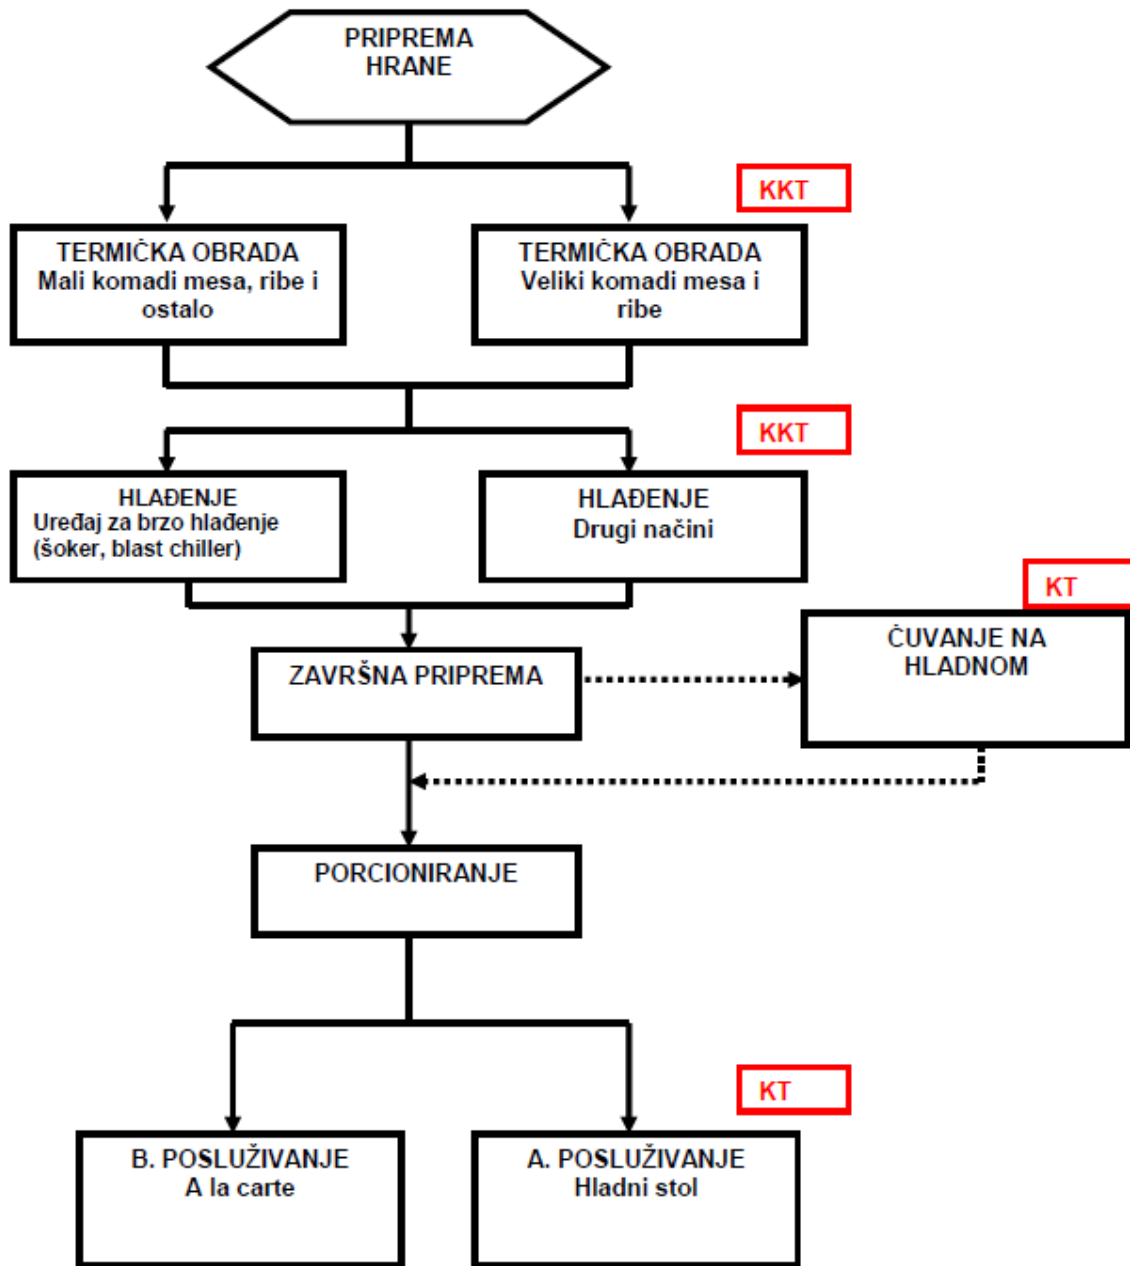 PRIPREMA
HRANE
KKT
TERMIČKA OBRADA
Mali komadi mesa, ribe i
ostalo
TERMIČKA OBRADA
Veliki komadi mesa i
ribe
KKT
HLAĐENJE
Uređaj za brzo hlađenje
(šoker, blast chiller)
HLAĐENJE
Drugi načini
KT
ZAVRŠNA PRIPREMA
ČUVANJE NA
HLADNOM
PORCIONIRANJE
KT
B. POSLUŽIVANJE
A la carte
A. POSLUŽIVANJE
Hladni stol